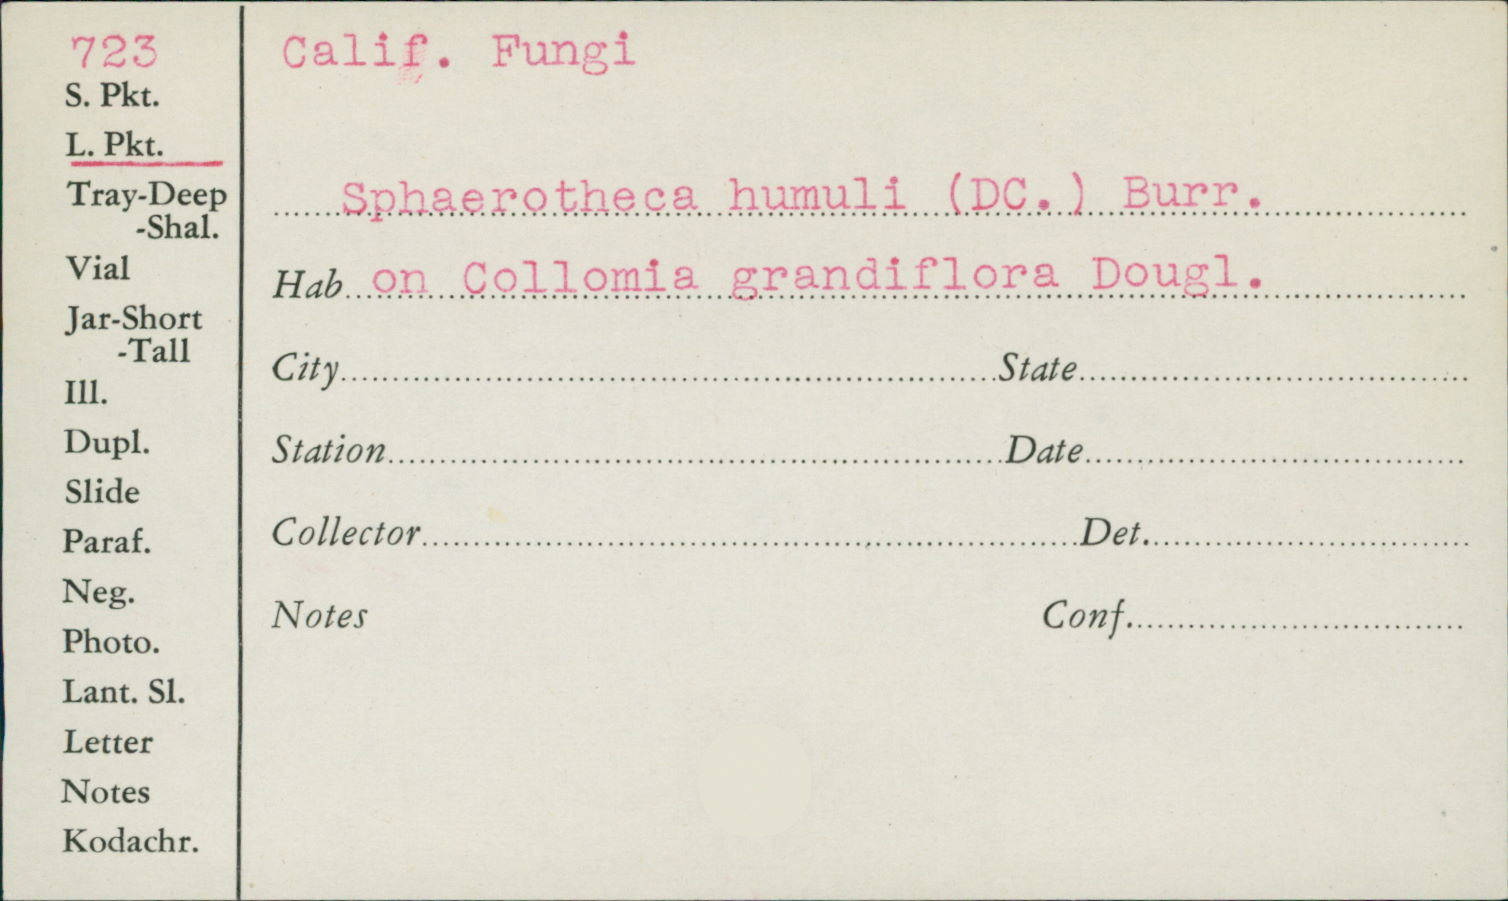 723
S. Pkt.
L. Pkt.
Tray-Deep
-Shal.
Vial
Jar-Short
-Tall
Ill.
Dupl.
Slide
Paraf.
Neg.
Photo.
Lant. Sl.
Letter
Notes
Kodachr.
Calif. Fungi
Sphaerotheca humuli (DC.) Burr.
Hab on Collomia grandiflora Dougl.
City State
Station Date
Collector Det.
Notes Conf.